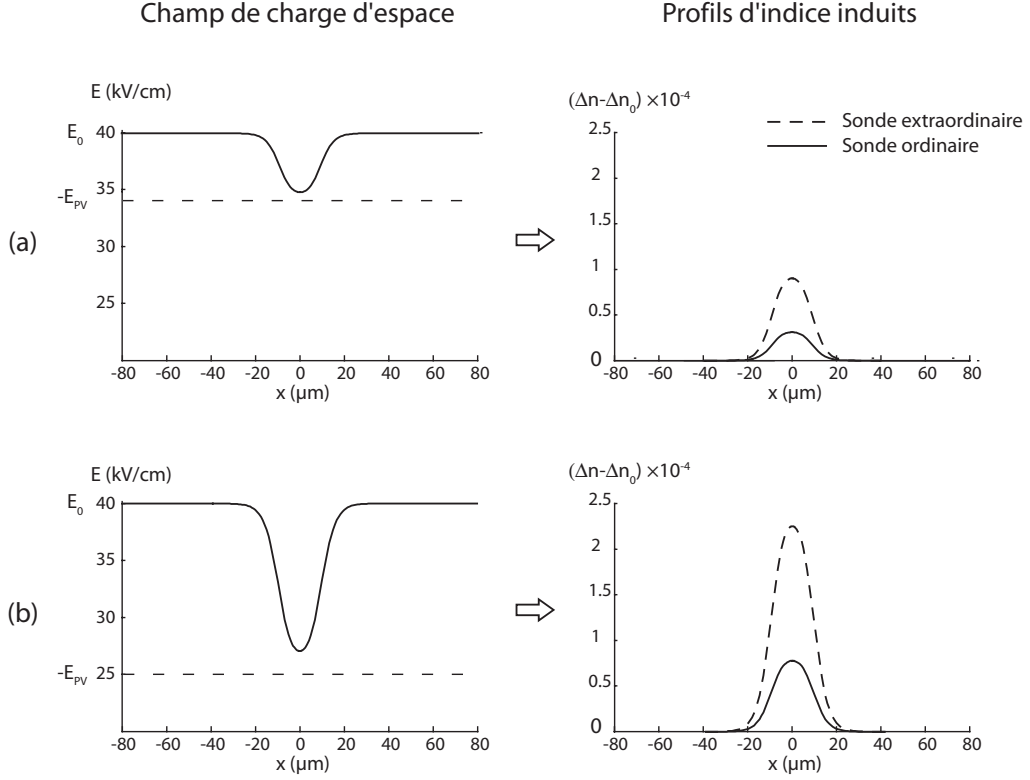 Champ de charge d'espace
Profils d'indice induits
(a)
E (kV/cm)
E0
40
35
-EPV
30
25
-80 -60 -40 -20 0 20 40 60 80
x (µm)
(Δn-Δn0) ×10-4
Sonde extraordinaire
Sonde ordinaire
2.5
2
1.5
1
0.5
0
-80 -60 -40 -20 0 20 40 60 80
x (µm)
(b)
E (kV/cm)
E0
40
35
30
-EPV
25
-80 -60 -40 -20 0 20 40 60 80
x (µm)
(Δn-Δn0) ×10-4
2.5
2
1.5
1
0.5
0
-80 -60 -40 -20 0 20 40 60 80
x (µm)